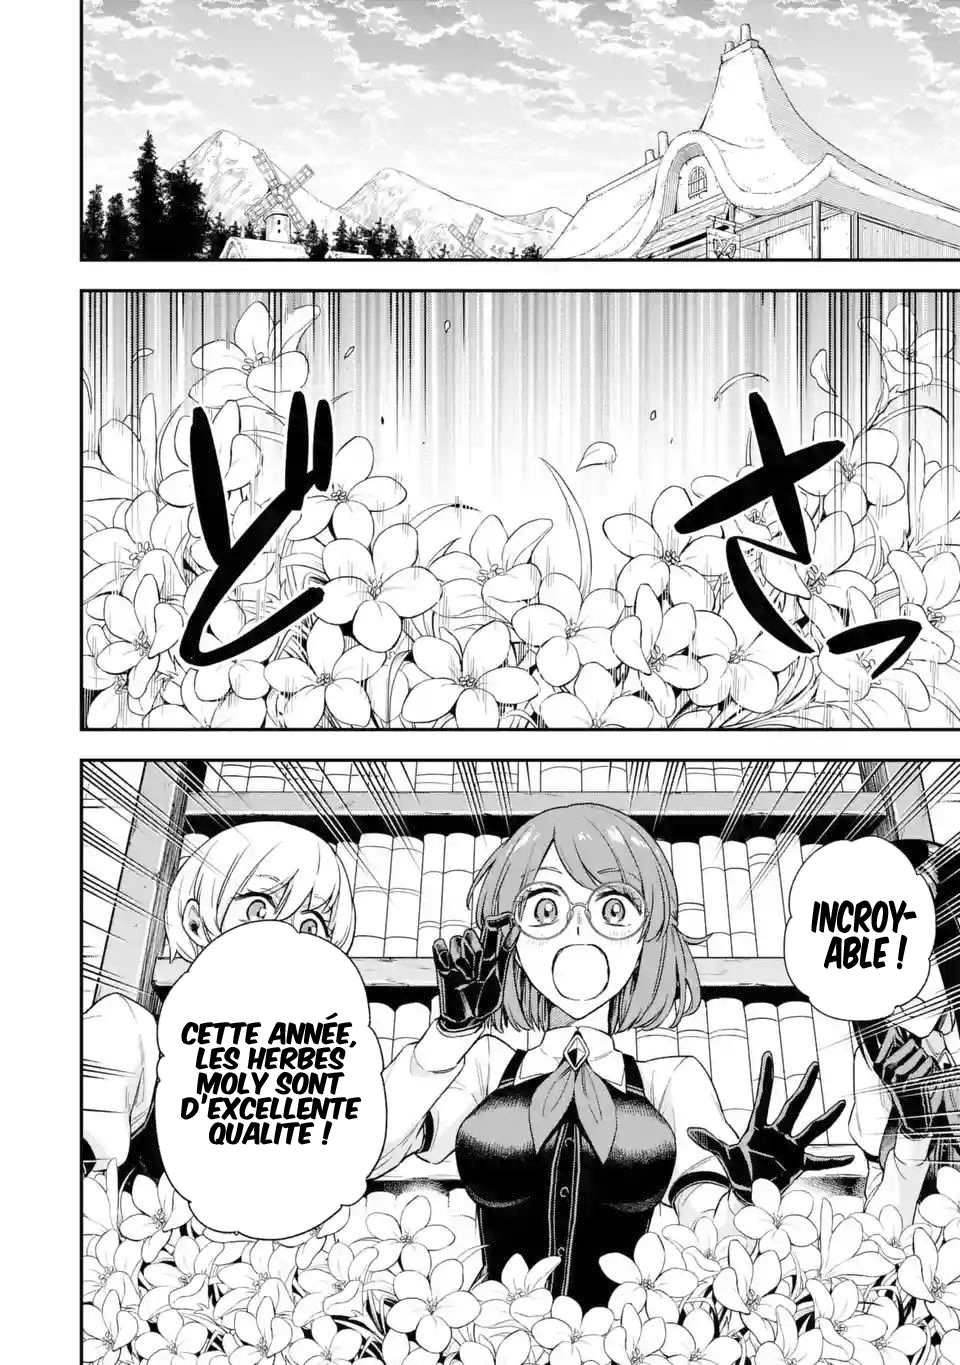 どさっ
INCROY-
ABLE !
CETTE ANNÉE,
LES HERBES
MOLY SONT
D'EXCELLENTE
QUALITE !